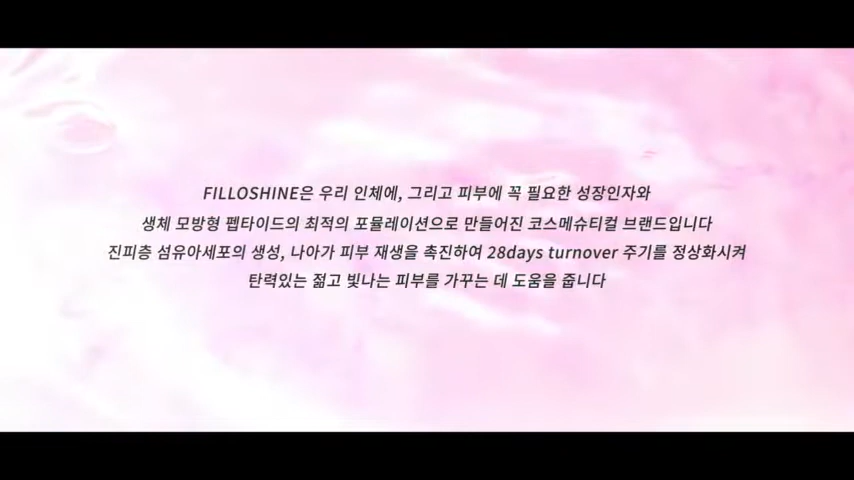 FILLOSHINE은 우리 인체에, 그리고 피부에 꼭 필요한 성장인자와
생체 모방형 펩타이드의 최적의 포뮬레이션으로 만들어진 코스메슈티컬 브랜드입니다
진피층 섬유아세포의 생성, 나아가 피부 재생을 촉진하여 28days turnover 주기를 정상화시켜
탄력있는 젊고 빛나는 피부를 가꾸는 데 도움을 줍니다